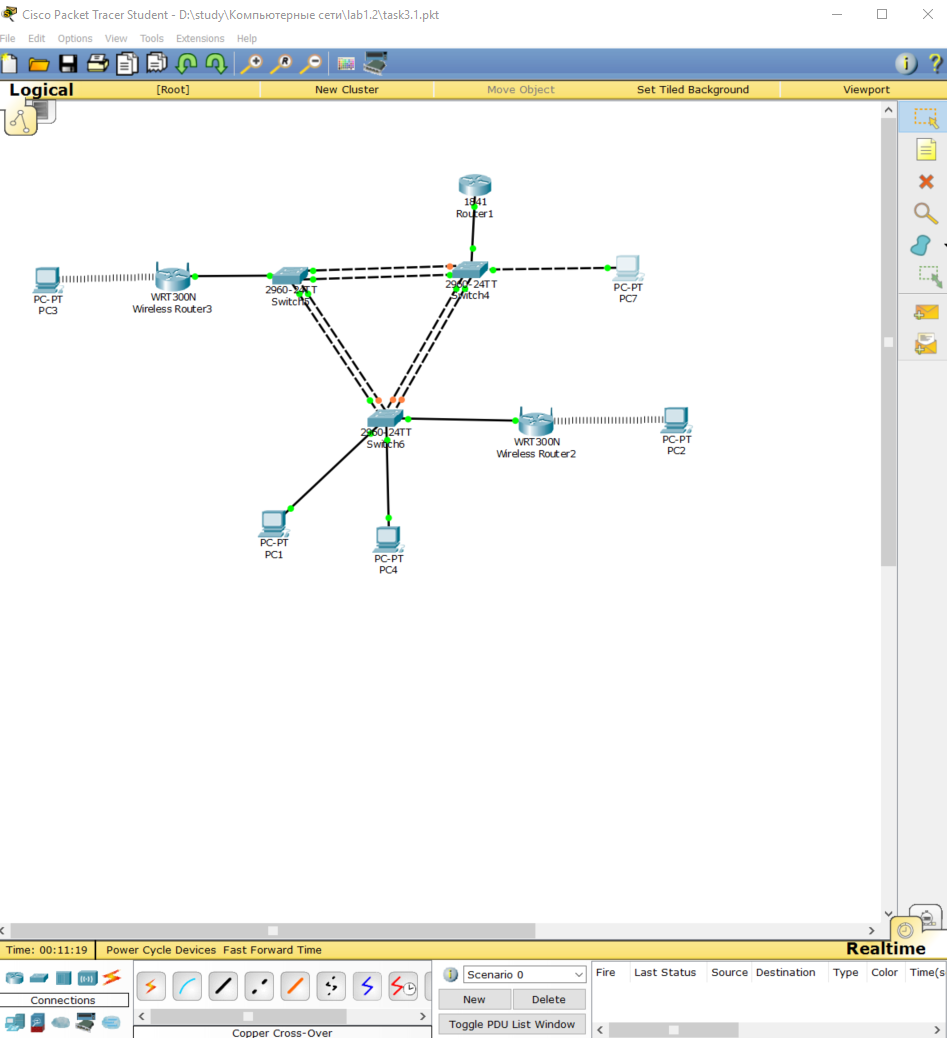 Cisco Packet Tracer Student - D:\study\Компьютерные сети\lab1.2\task3.1.pkt
File Edit Options View Tools Extensions Help
Logical [Root] New Cluster Move Object Set Tiled Background Viewport
1841
Router1
PC-PT
PC3
WRT300N
Wireless Router3
2960-24TT
Switch5
2960-24TT
Switch4
PC-PT
PC7
2960-24TT
Switch6
WRT300N
Wireless Router2
PC-PT
PC2
PC-PT
PC1
PC-PT
PC4
Time: 00:11:19 Power Cycle Devices Fast Forward Time Realtime
Connections
Copper Cross-Over
Scenario 0
New Delete
Toggle PDU List Window
Fire Last Status Source Destination Type Color Time(s